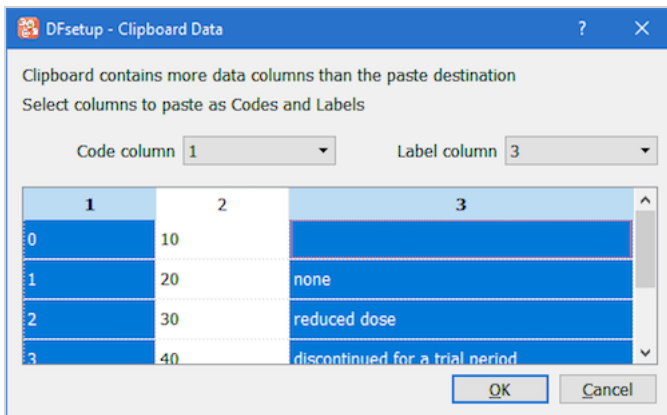 DFsetup - Clipboard Data ? ×
Clipboard contains more data columns than the paste destination
Select columns to paste as Codes and Labels
Code column 1 Label column 3
1 2 3
0 10
1 20 none
2 30 reduced dose
3 40 discontinued for a trial period
OK Cancel